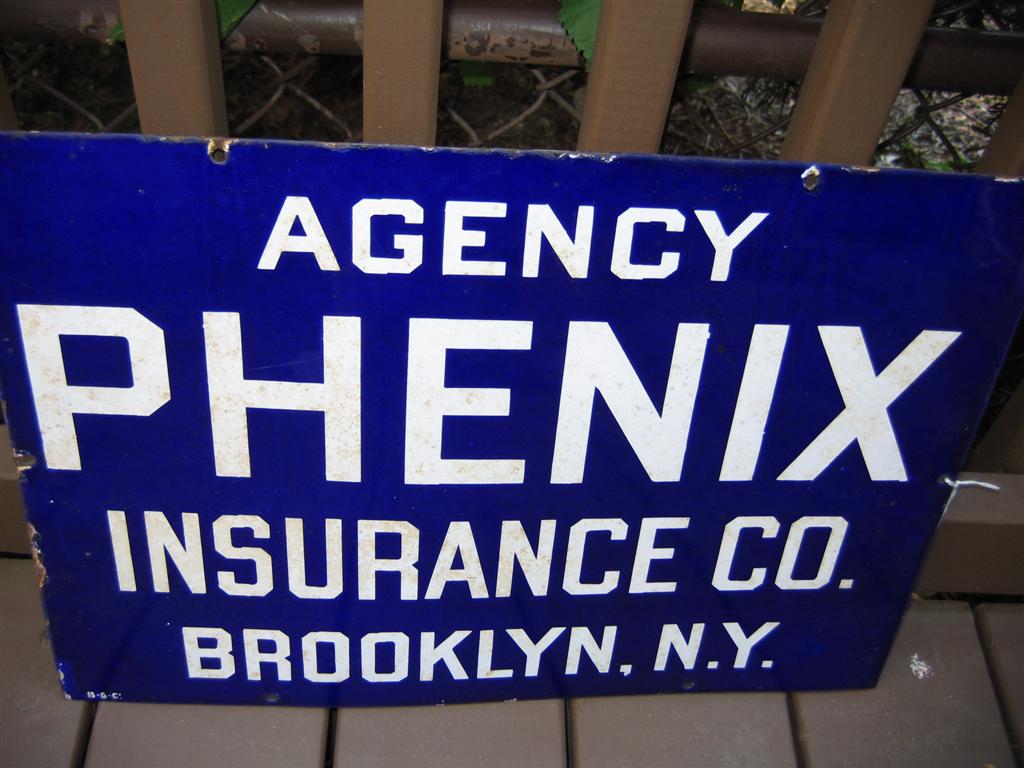 AGENCY
PHENIX
INSURANCE CO.
BROOKLYN, N.Y.
B.S.C.